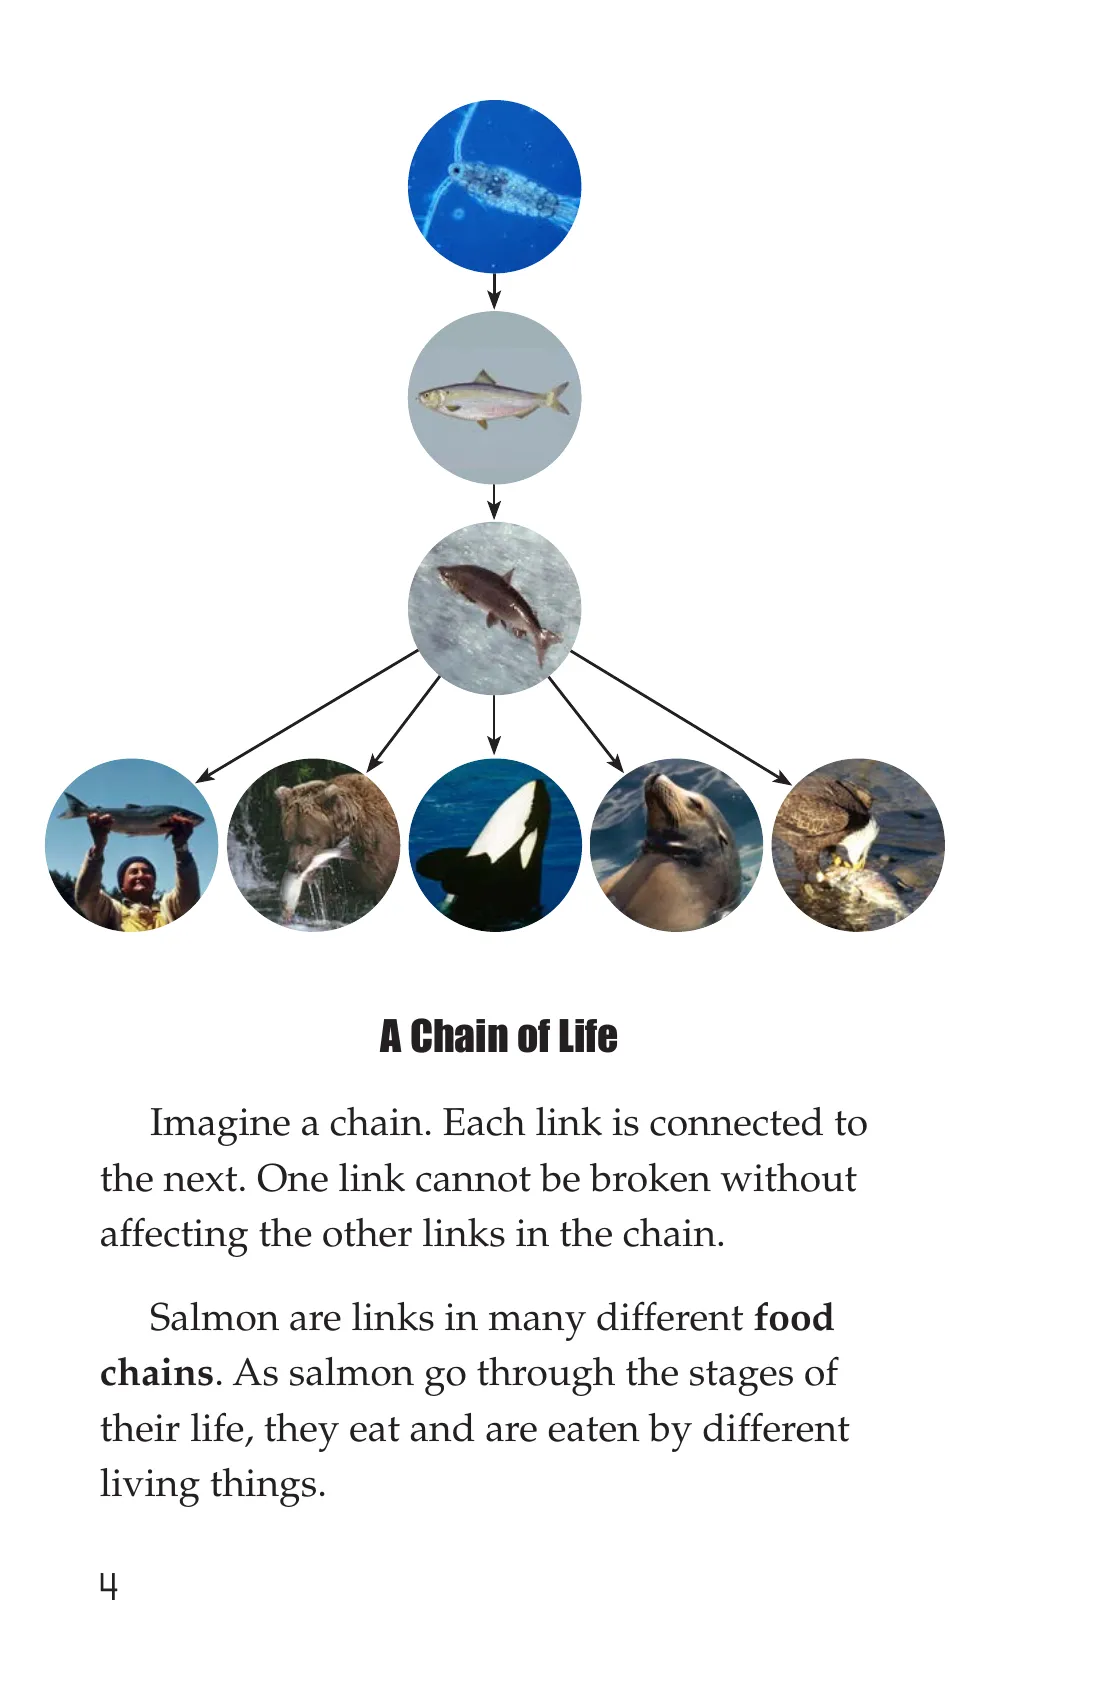 A Chain of Life
Imagine a chain. Each link is connected to
the next. One link cannot be broken without
affecting the other links in the chain.
Salmon are links in many different food
chains. As salmon go through the stages of
their life, they eat and are eaten by different
living things.
4